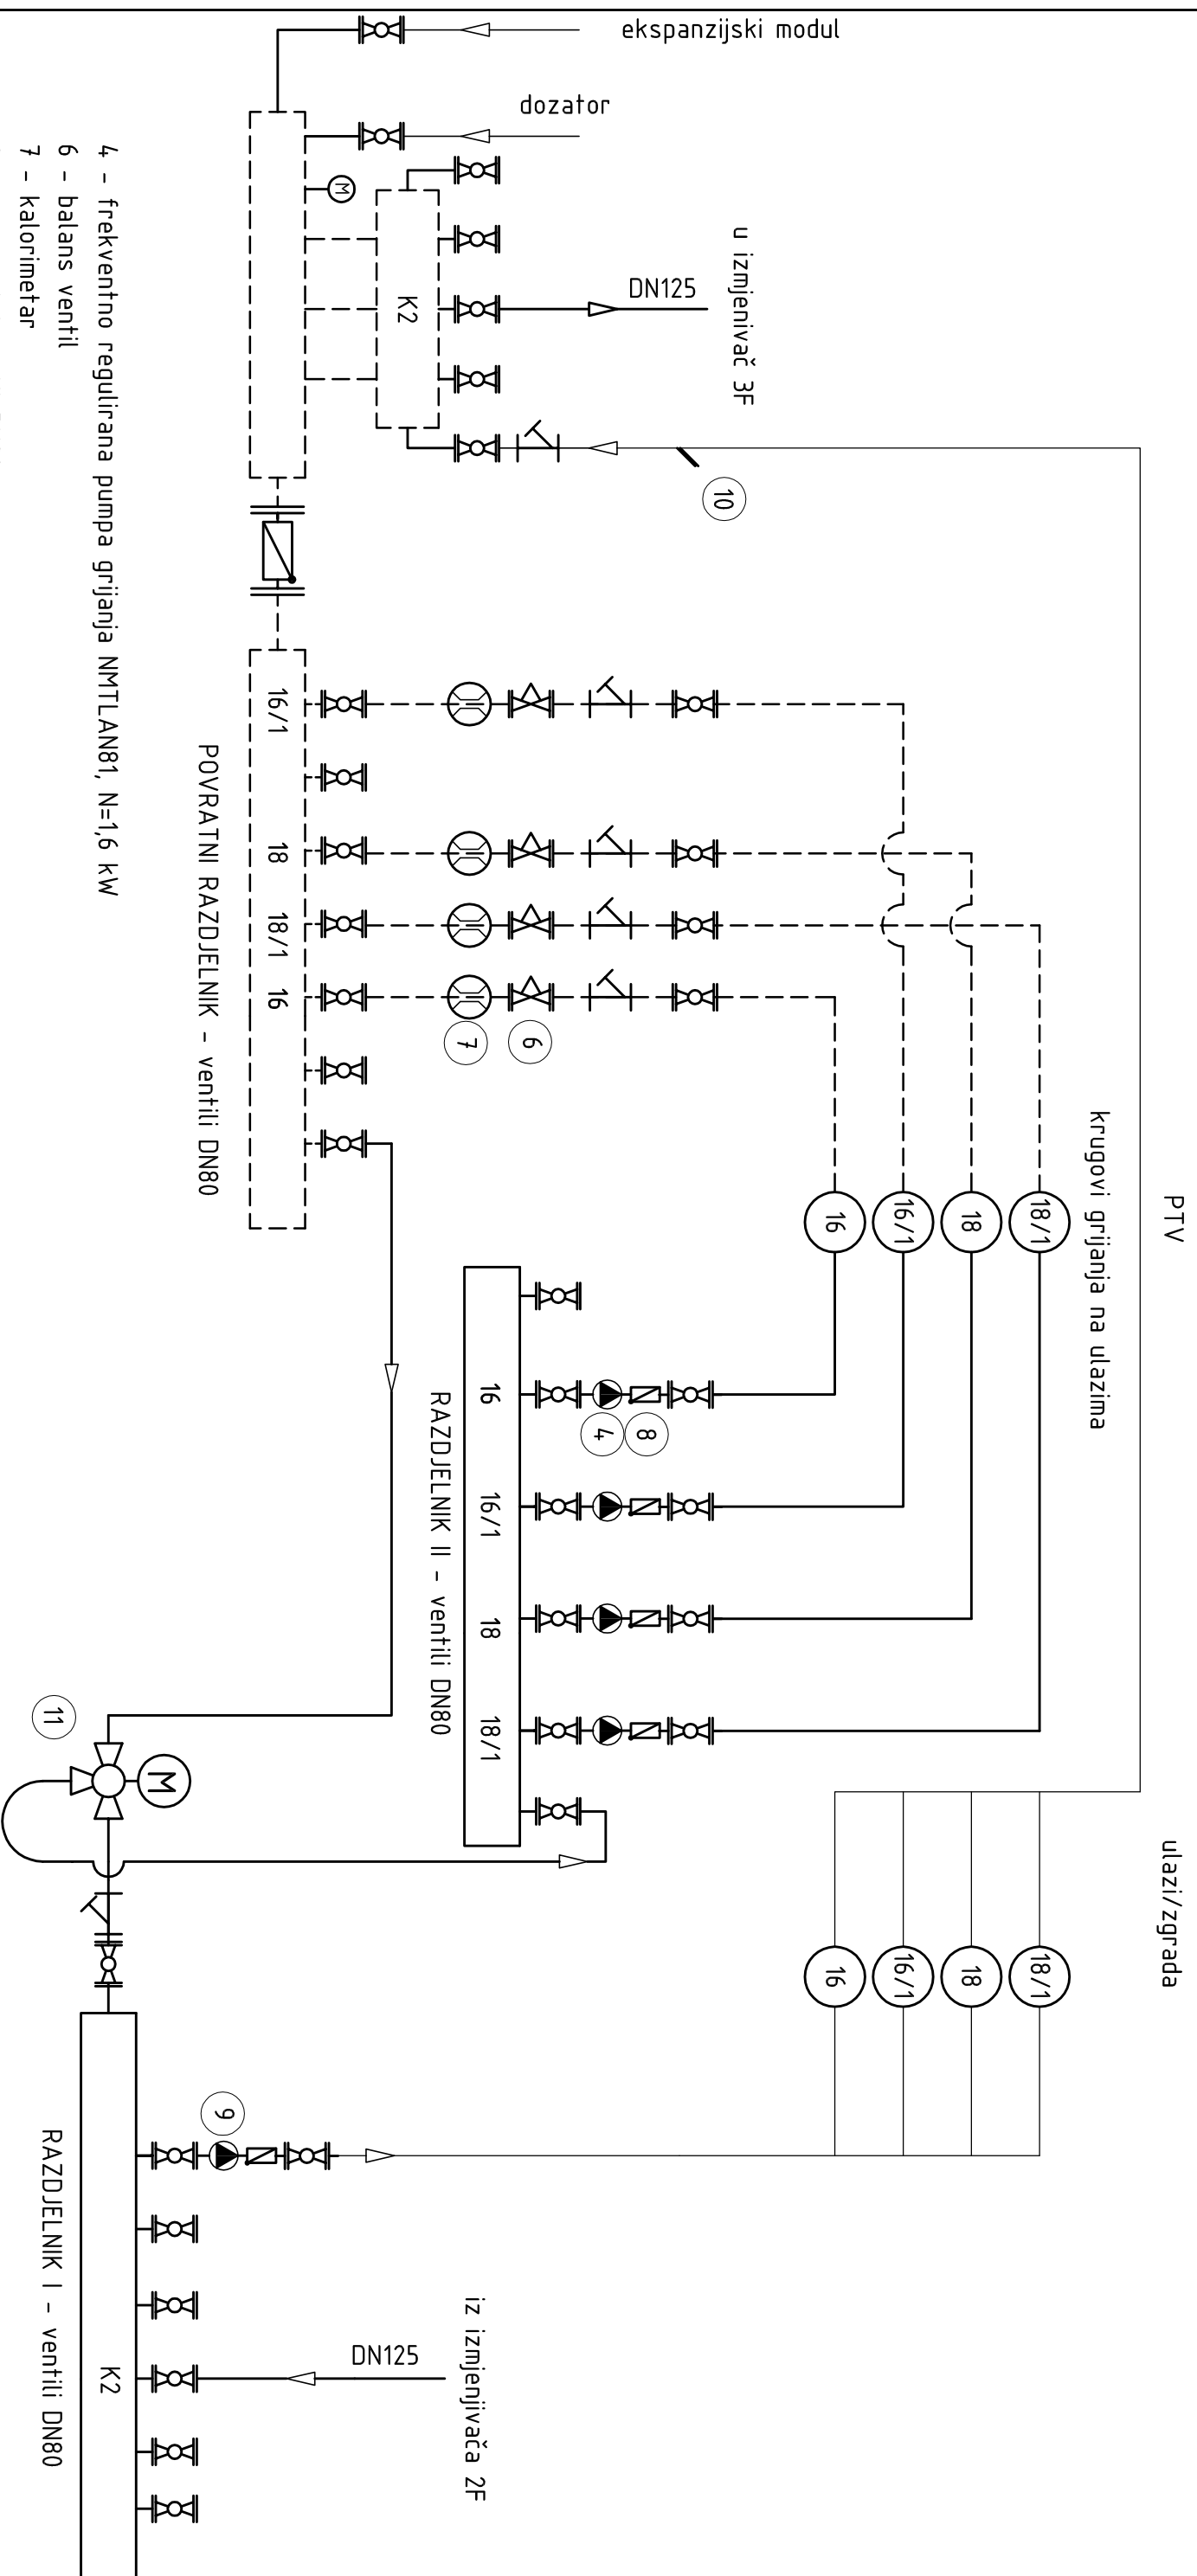 ekspanzijski modul
dozator
M
K2
DN125
u izmjenivač 3F
10
4 - frekventno regulirana pumpa grijanja NMTLAN81, N=1,6 kW
6 - balans ventil
7 - kalorimetar
16/1
18
18/1
16
POVRATNI RAZDJELNIK - ventili DN80
7
6
krugovi grijanja na ulazima
PTV
16
16/1
18
18/1
16
16/1
18
18/1
4
8
RAZDJELNIK II - ventili DN80
11
M
ulazi/zgrada
16
16/1
18
18/1
9
RAZDJELNIK I - ventili DN80
K2
DN125
iz izmjenjivača 2F